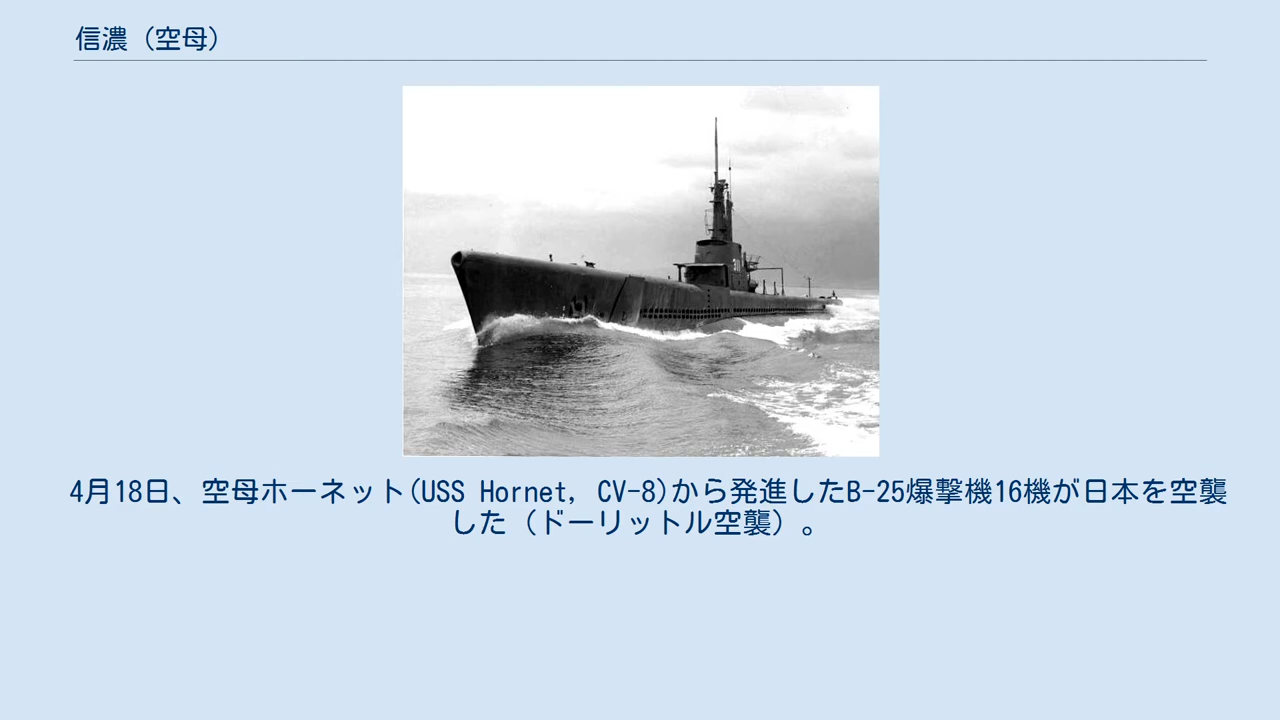 信濃（空母）
4月18日、空母ホーネット(USS Hornet, CV-8)から発進したB-25爆撃機16機が日本を空襲
した（ドーリットル空襲）。